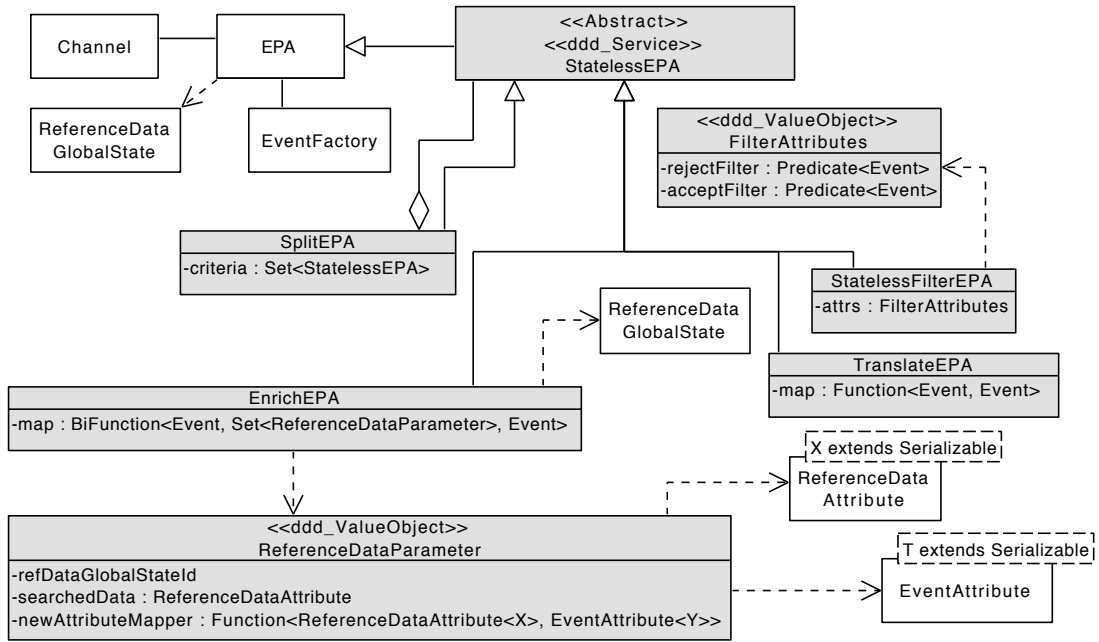 <<Abstract>>
<<ddd_Service>>
StatelessEPA
Channel
EPA
ReferenceData
GlobalState
EventFactory
<<ddd_ValueObject>>
FilterAttributes
-rejectFilter : Predicate<Event>
-acceptFilter : Predicate<Event>
SplitEPA
-criteria : Set<StatelessEPA>
StatelessFilterEPA
-attrs : FilterAttributes
ReferenceData
GlobalState
TranslateEPA
-map : Function<Event, Event>
EnrichEPA
-map : BiFunction<Event, Set<ReferenceDataParameter>, Event>
X extends Serializable
ReferenceData
Attribute
<<ddd_ValueObject>>
ReferenceDataParameter
-refDataGlobalStateId
-searchedData : ReferenceDataAttribute
-newAttributeMapper : Function<ReferenceDataAttribute<X>, EventAttribute<Y>>
T extends Serializable
EventAttribute